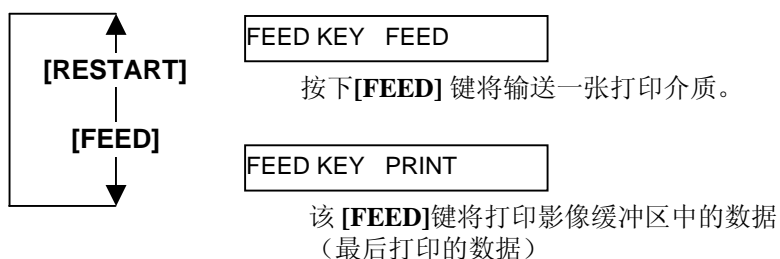 FEED KEY FEED
[RESTART]
按下[FEED] 键将输送一张打印介质。
[FEED]
FEED KEY PRINT
该 [FEED]键将打印影像缓冲区中的数据
（最后打印的数据）